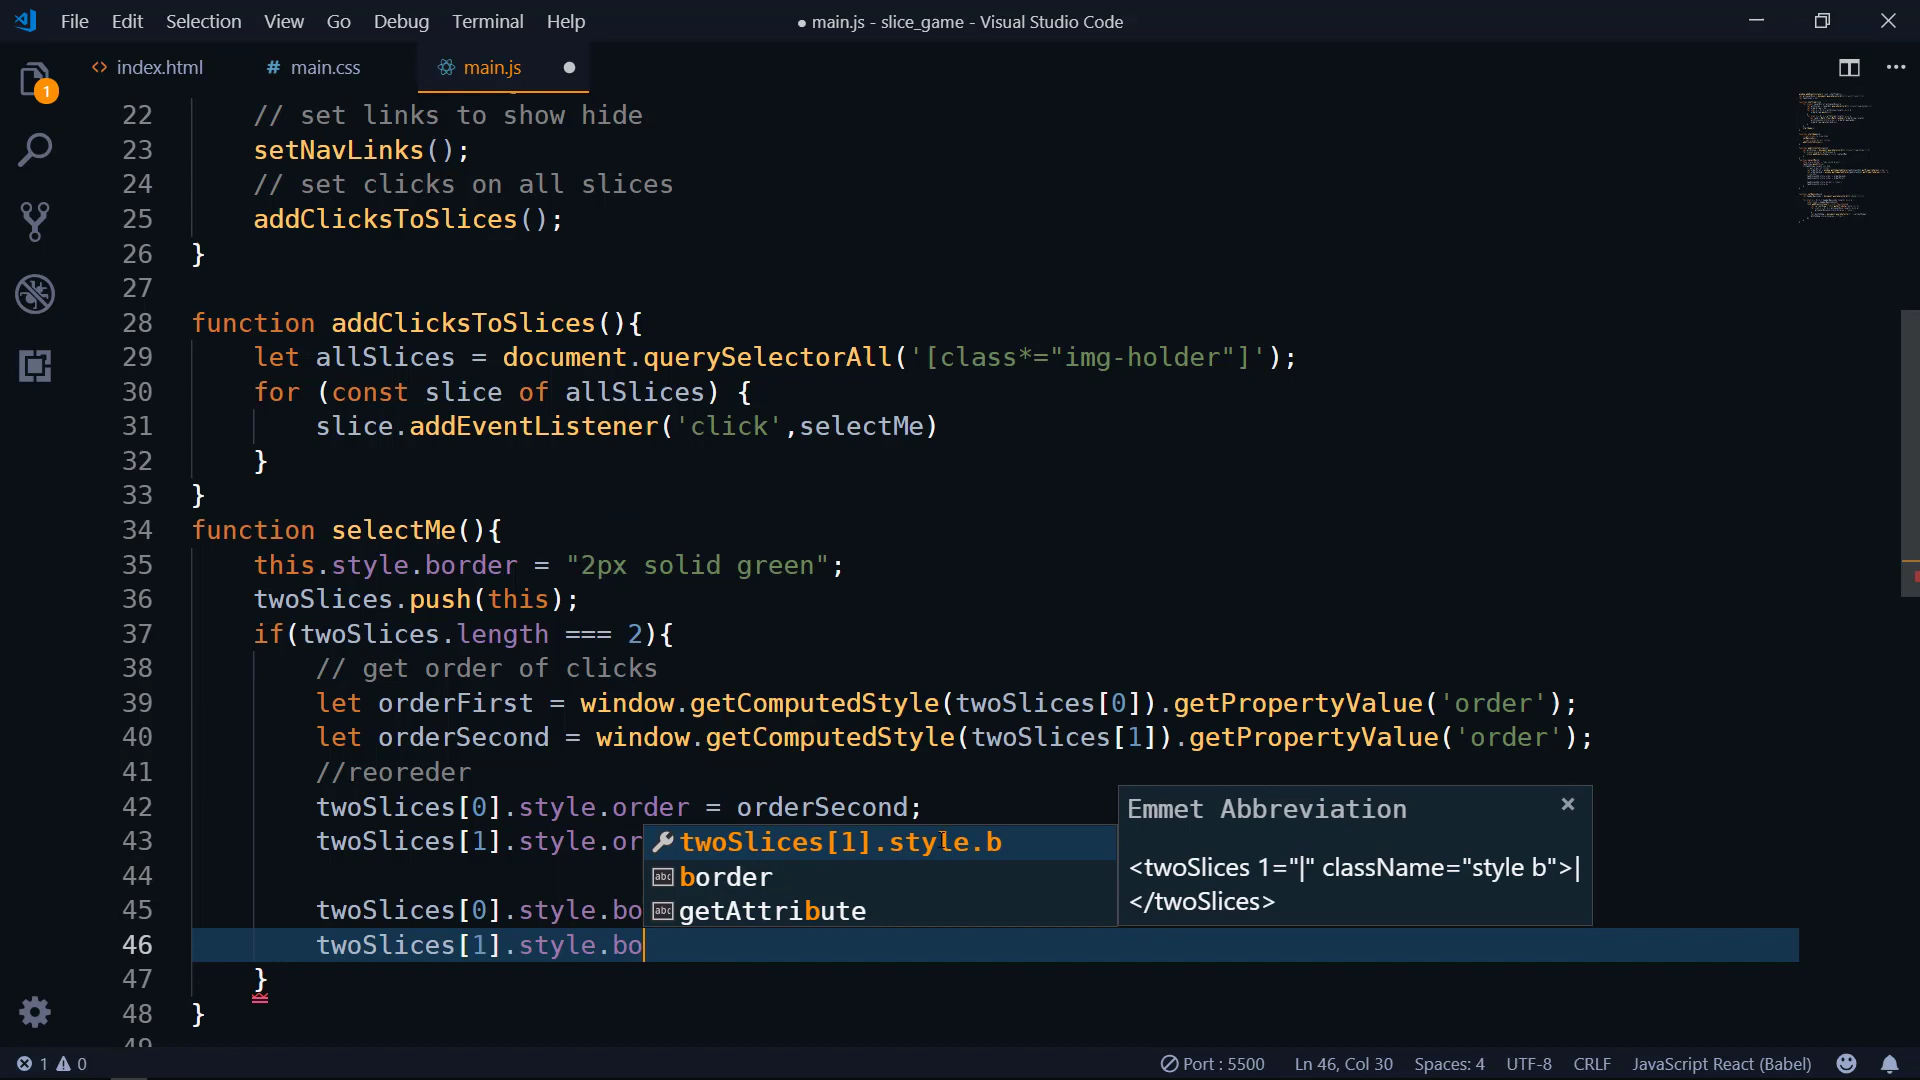 File Edit Selection View Go Debug Terminal Help
● main.js - slice_game - Visual Studio Code
<> index.html # main.css main.js ●
1
22 // set links to show hide
23 setNavLinks();
24 // set clicks on all slices
25 addClicksToSlices();
26 }
27
28 function addClicksToSlices(){
29 let allSlices = document.querySelectorAll('[class*="img-holder"]');
30 for (const slice of allSlices) {
31 slice.addEventListener('click',selectMe)
32 }
33 }
34 function selectMe(){
35 this.style.border = "2px solid green";
36 twoSlices.push(this);
37 if(twoSlices.length === 2){
38 // get order of clicks
39 let orderFirst = window.getComputedStyle(twoSlices[0]).getPropertyValue('order');
40 let orderSecond = window.getComputedStyle(twoSlices[1]).getPropertyValue('order');
41 //reoreder
42 twoSlices[0].style.order = orderSecond;
43 twoSlices[1].style.or
44
45 twoSlices[0].style.bo
46 twoSlices[1].style.bo
47 }
48 }
49
twoSlices[1].style.b
border
getAttribute
Emmet Abbreviation ×
<twoSlices 1="|" className="style b">|
</twoSlices>
1 0 Port : 5500 Ln 46, Col 30 Spaces: 4 UTF-8 CRLF JavaScript React (Babel)